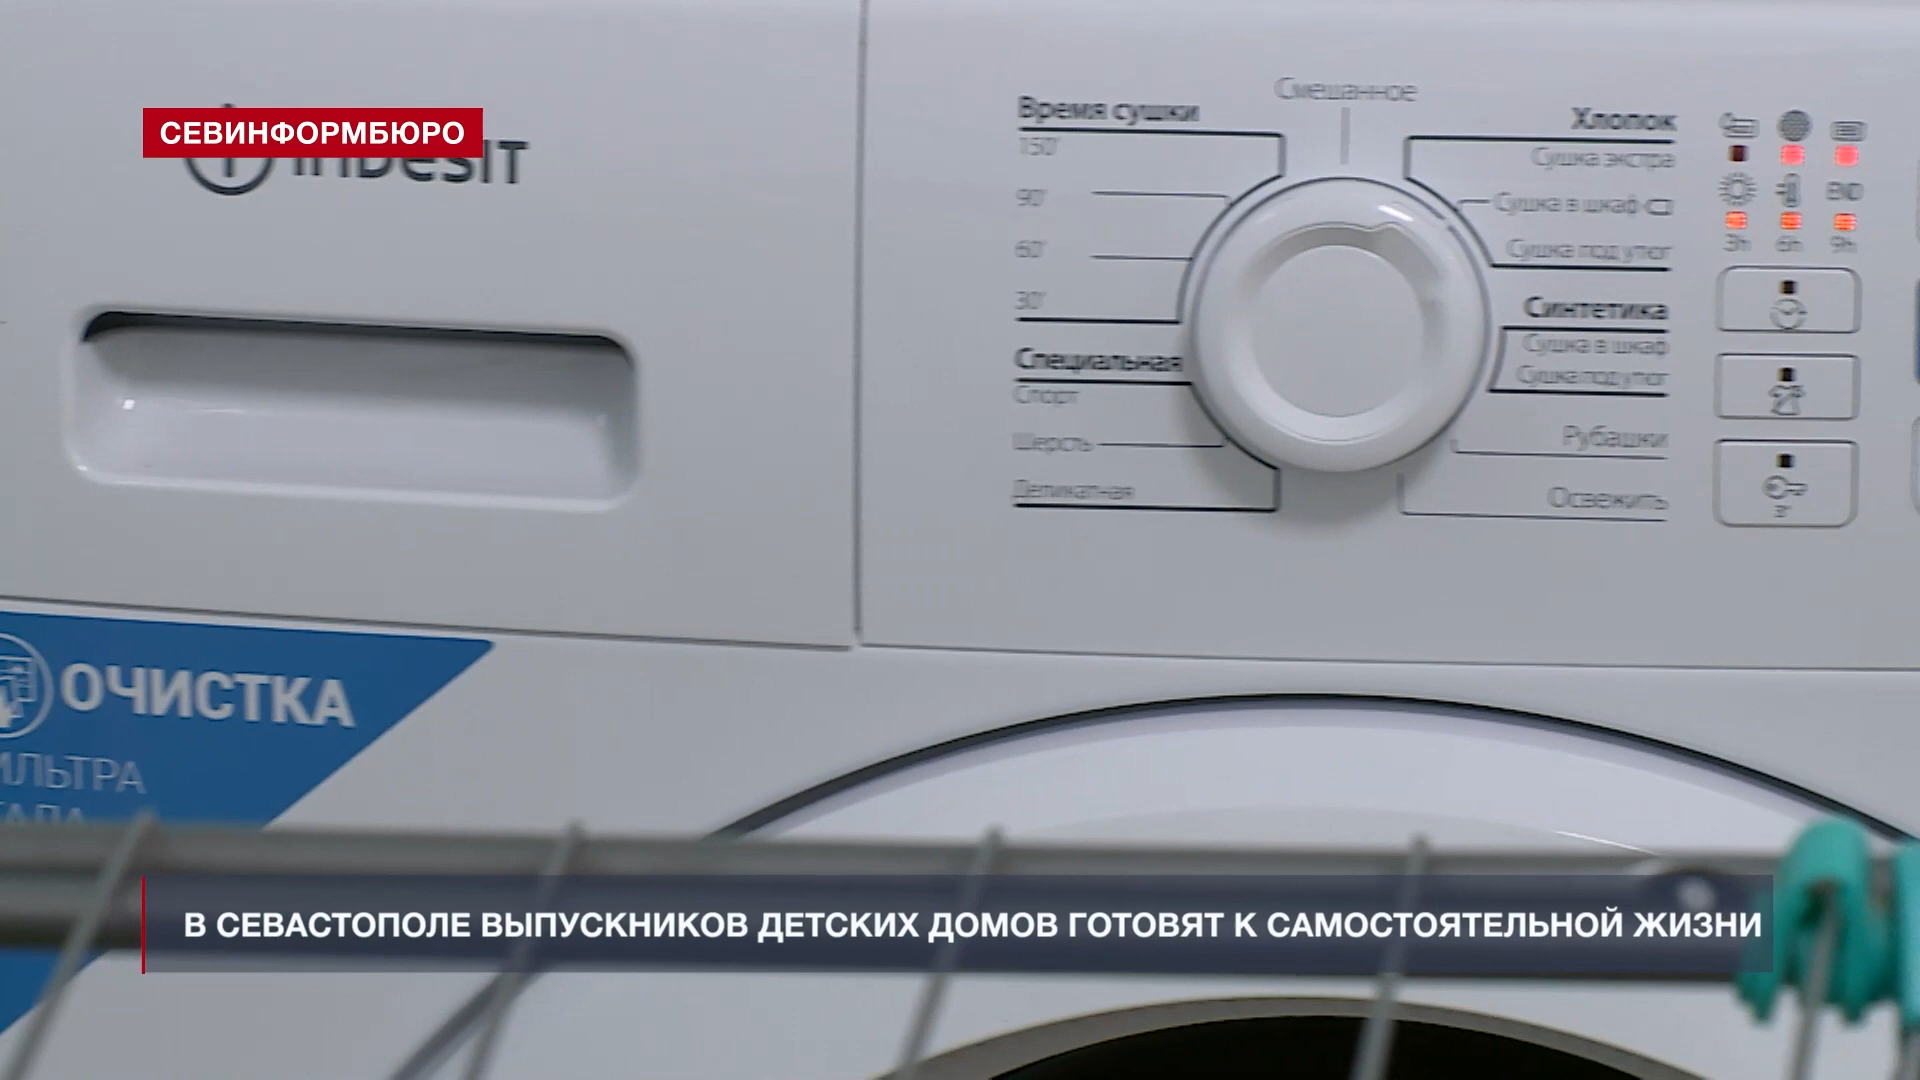 СЕВИНФОРМБЮРО
INDESIT
Время сушки
150'
90'
60'
30'
Специальная
Спорт
Шерсть
Деликатная
Смешанное
Хлопок
Сушка экстра
Сушка в шкаф
Сушка под утюг
Синтетика
Сушка в шкаф
Сушка под утюг
Рубашки
Освежить
END
3h 6h 9h
3"
ОЧИСТКА
ИЛЬТРА
В СЕВАСТОПОЛЕ ВЫПУСКНИКОВ ДЕТСКИХ ДОМОВ ГОТОВЯТ К САМОСТОЯТЕЛЬНОЙ ЖИЗНИ